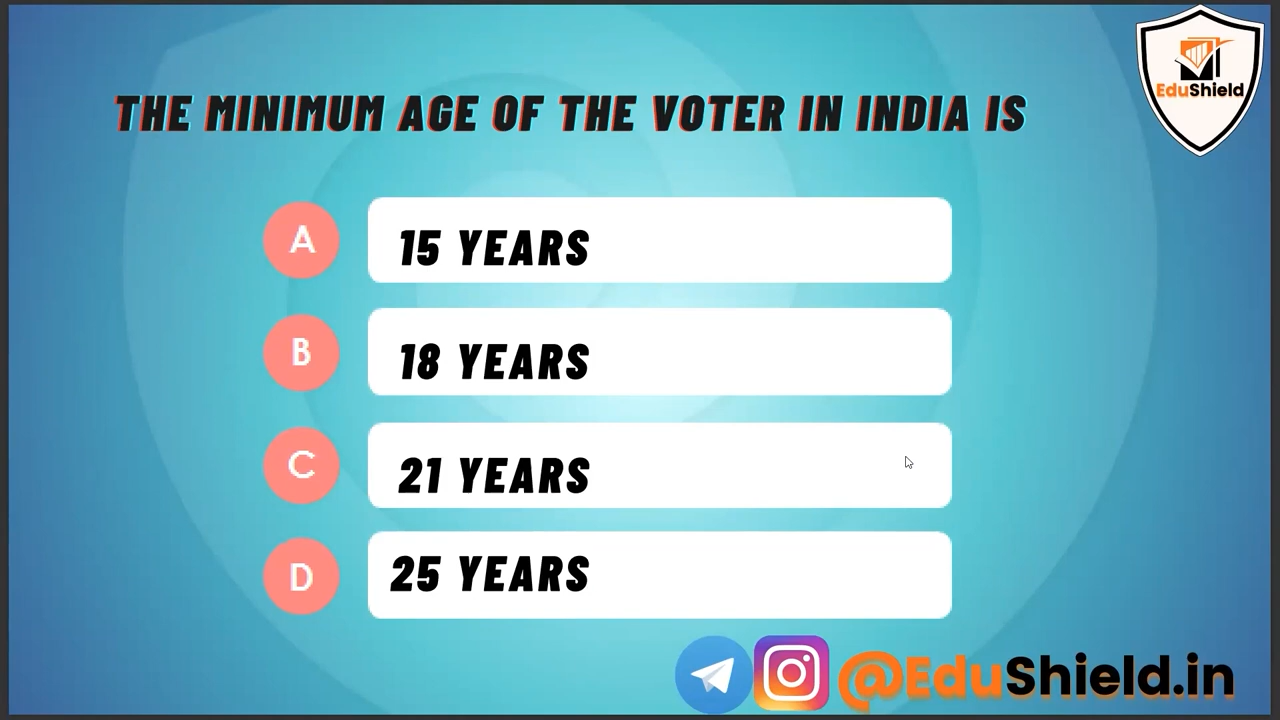 EduShield
THE MINIMUM AGE OF THE VOTER IN INDIA IS
A 15 YEARS
B 18 YEARS
C 21 YEARS
D 25 YEARS
@EduShield.in